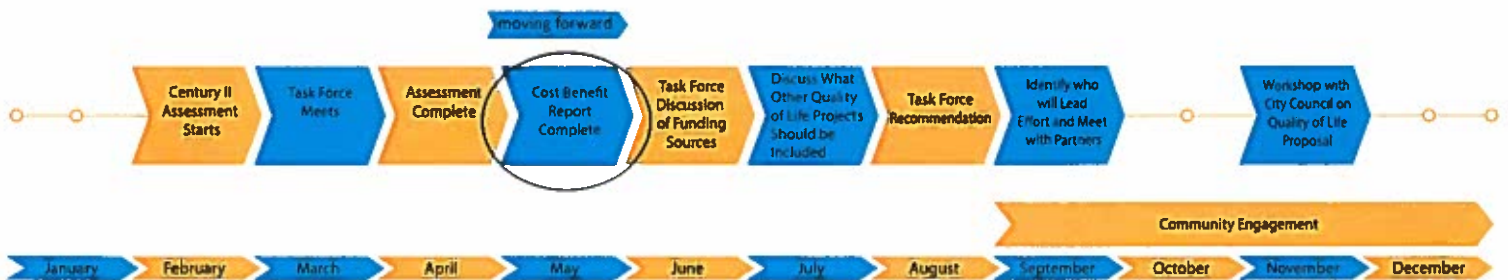 moving forward
Century II
Assessment
Starts
Task Force
Meets
Assessment
Complete
Cost Benefit
Report
Complete
Task Force
Discussion
of Funding
Sources
Discuss What
Other Quality
of Life Projects
Should be
Included
Task Force
Recommendation
Identify who
will Lead
Effort and Meet
with Partners
Workshop with
City Council on
Quality of Life
Proposal
Community Engagement
January
February
March
April
May
June
July
August
September
October
November
December